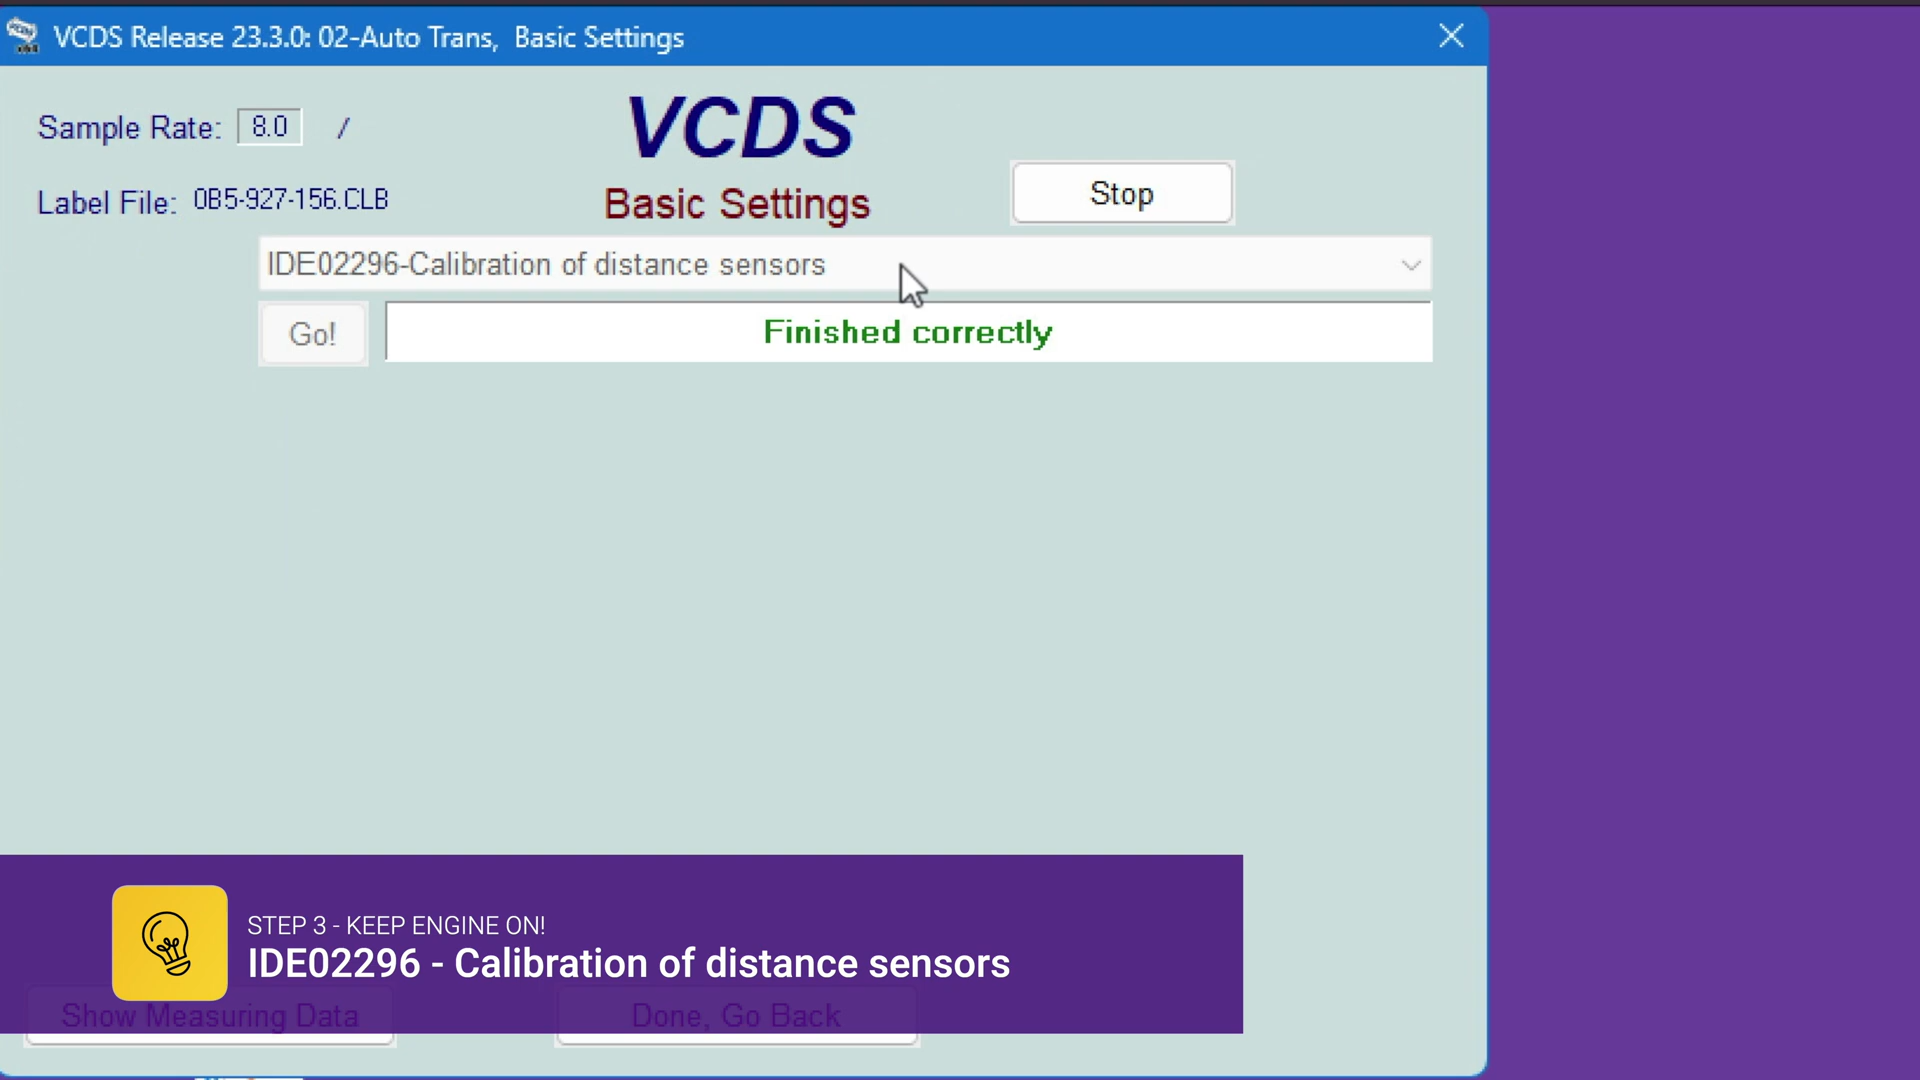 VCDS Release 23.3.0: 02-Auto Trans,  Basic Settings
Sample Rate: 8.0 /
VCDS
Label File: 0B5-927-156.CLB
Basic Settings
Stop
IDE02296-Calibration of distance sensors
Go!
Finished correctly
STEP 3 - KEEP ENGINE ON!
IDE02296 - Calibration of distance sensors
Show Measuring Data
Done, Go Back